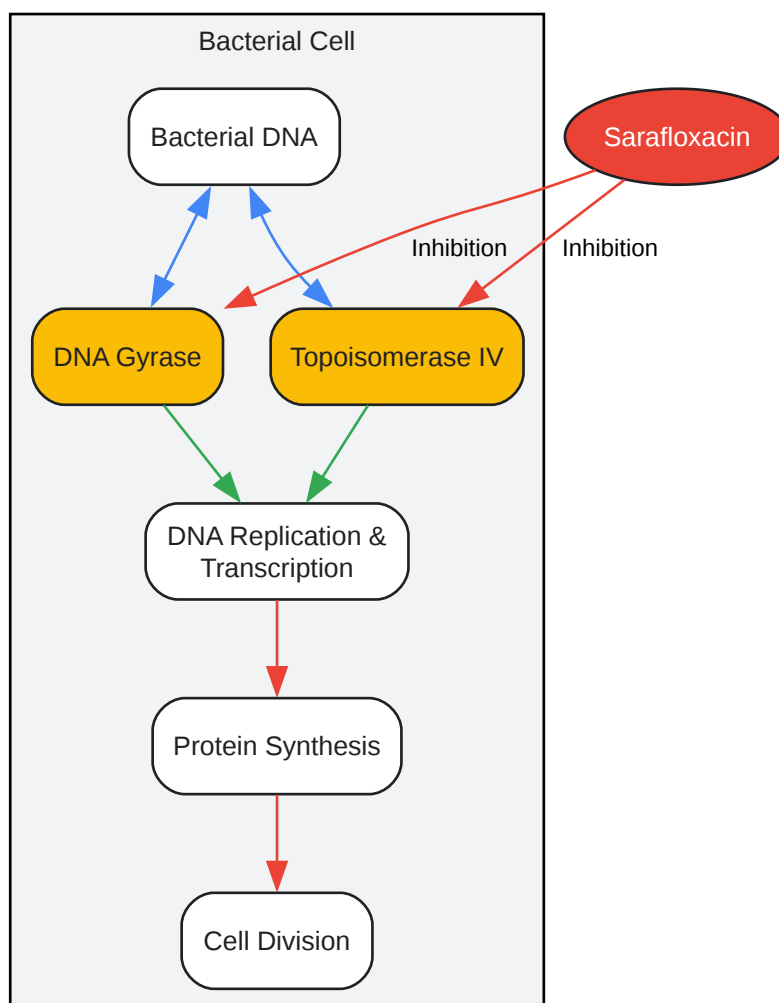 Bacterial Cell
Bacterial DNA
Sarafloxacin
Inhibition
Inhibition
DNA Gyrase
Topoisomerase IV
DNA Replication &
Transcription
Protein Synthesis
Cell Division